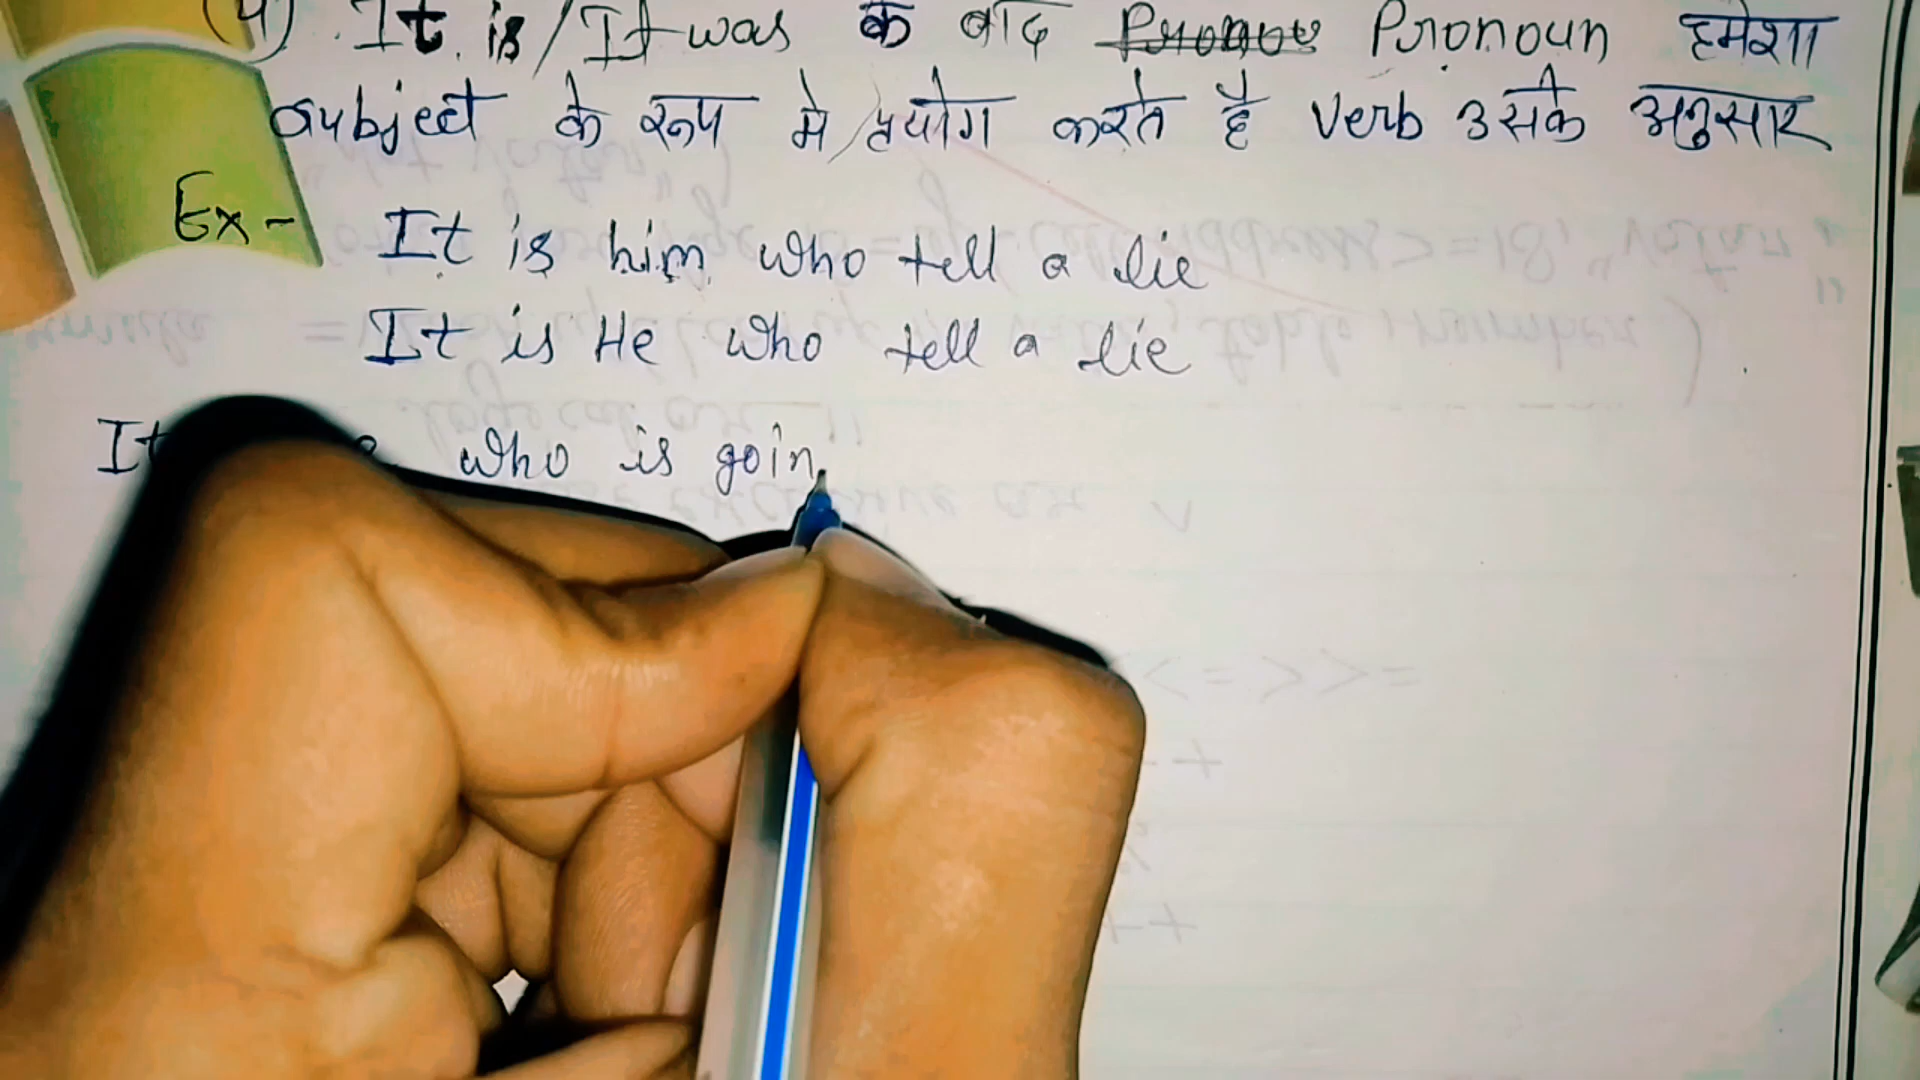 (4) It is/It was के बाद Pronoun हमेशा
subject के रूप मे प्रयोग करते है verb उसके अनुसार
Ex- It is him who tell a lie
It is He who tell a lie
It who is goin